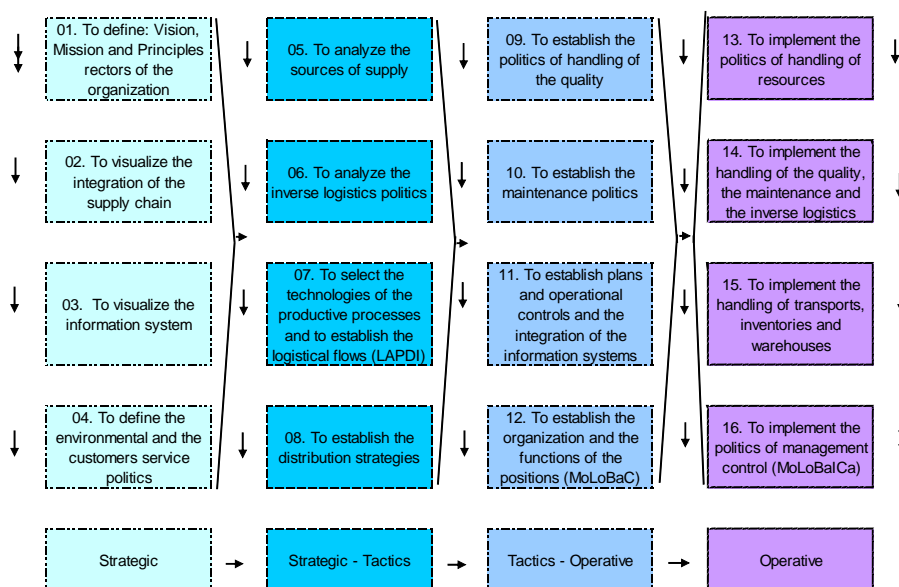 01. To define: Vision,
Mission and Principles
rectors of the
organization
02. To visualize the
integration of the
supply chain
03. To visualize the
information system
04. To define the
environmental and the
customers service
politics
Strategic
05. To analyze the
sources of supply
06. To analyze the
inverse logistics politics
07. To select the
technologies of the
productive processes
and to establish the
logistical flows (LAPDI)
08. To establish the
distribution strategies
Strategic - Tactics
09. To establish the
politics of handling of
the quality
10. To establish the
maintenance politics
11. To establish plans
and operational
controls and the
integration of the
information systems
12. To establish the
organization and the
functions of the
positions (MoLoBaC)
Tactics - Operative
13. To implement the
politics of handling of
resources
14. To implement the
handling of the quality,
the maintenance and
the inverse logistics
15. To implement the
handling of transports,
inventories and
warehouses
16. To implement the
politics of management
control (MoLoBaICa)
Operative